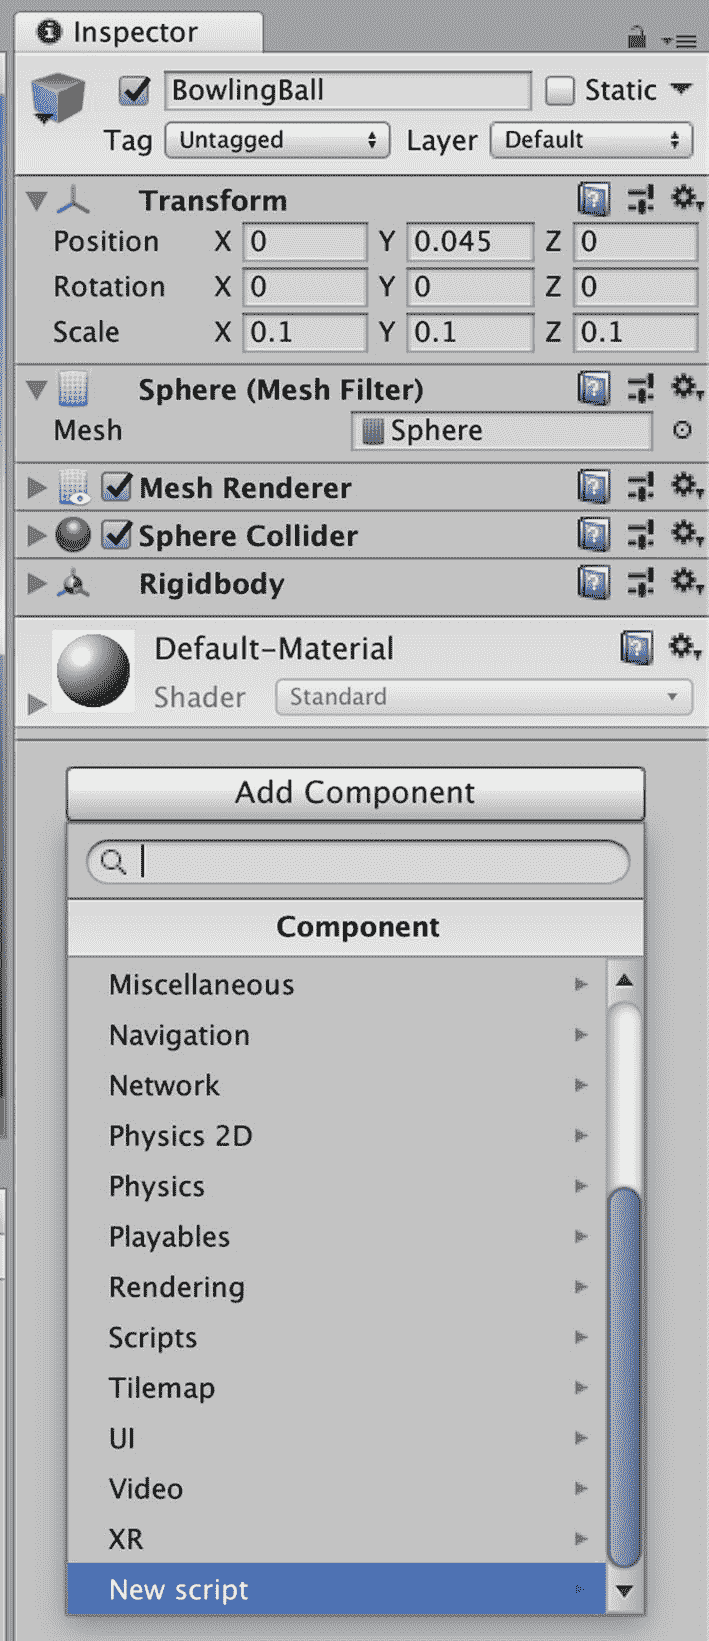 Inspector
BowlingBall Static
Tag Untagged Layer Default
Transform
Position X 0 Y 0.045 Z 0
Rotation X 0 Y 0 Z 0
Scale X 0.1 Y 0.1 Z 0.1
Sphere (Mesh Filter)
Mesh Sphere
Mesh Renderer
Sphere Collider
Rigidbody
Default-Material
Shader Standard
Add Component
Component
Miscellaneous
Navigation
Network
Physics 2D
Physics
Playables
Rendering
Scripts
Tilemap
UI
Video
XR
New script